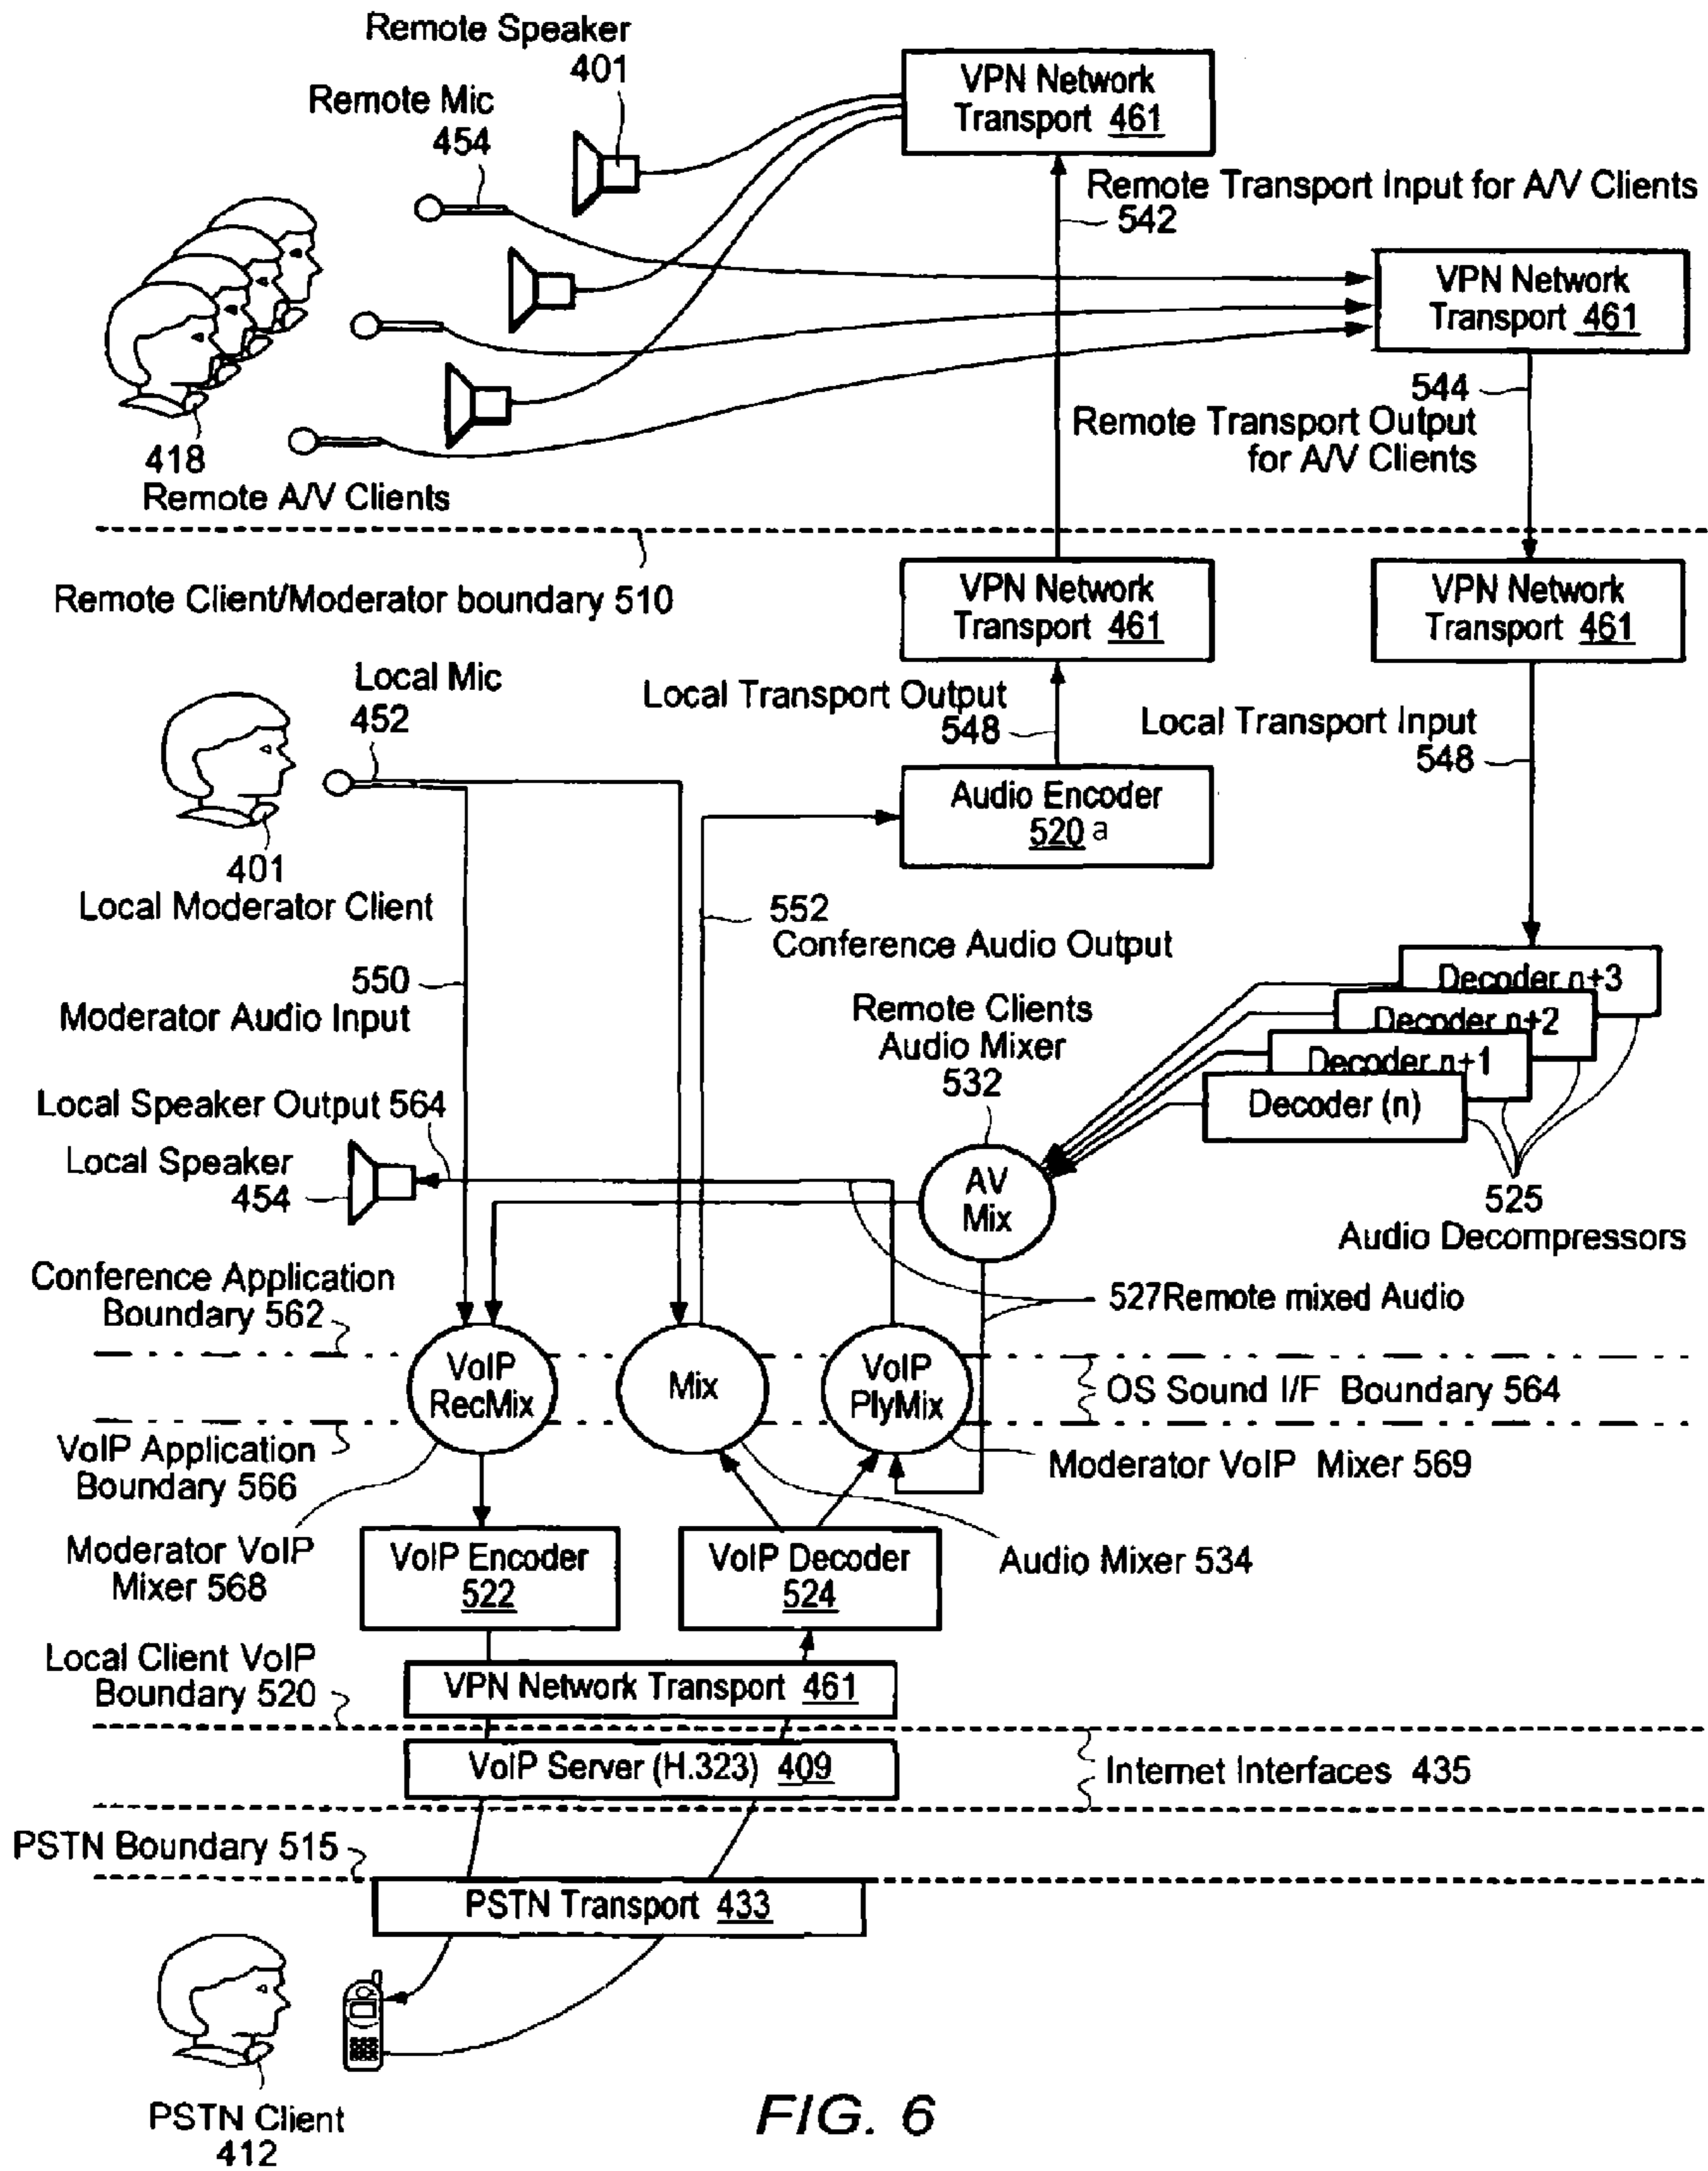 Remote Speaker
401
Remote Mic
454
VPN Network
Transport 461
Remote Transport Input for A/V Clients
542
VPN Network
Transport 461
544
Remote Transport Output
for A/V Clients
418
Remote A/V Clients
Remote Client/Moderator boundary 510
VPN Network
Transport 461
VPN Network
Transport 461
Local Mic
452
Local Transport Output
548
Local Transport Input
548
401
Local Moderator Client
Audio Encoder
520 a
552
Conference Audio Output
550
Moderator Audio Input
Decoder n+3
Decoder n+2
Decoder n+1
Decoder (n)
Remote Clients
Audio Mixer
532
525
Audio Decompressors
Local Speaker Output 564
Local Speaker
454
AV
Mix
527Remote mixed Audio
Conference Application
Boundary 562
VoIP
RecMix
Mix
VoIP
PlyMix
OS Sound I/F Boundary 564
VoIP Application
Boundary 566
Moderator VoIP Mixer 569
Moderator VoIP
Mixer 568
VoIP Encoder
522
VoIP Decoder
524
Audio Mixer 534
Local Client VoIP
Boundary 520
VPN Network Transport 461
VoIP Server (H.323) 409
Internet Interfaces 435
PSTN Boundary 515
PSTN Transport 433
PSTN Client
412
FIG. 6